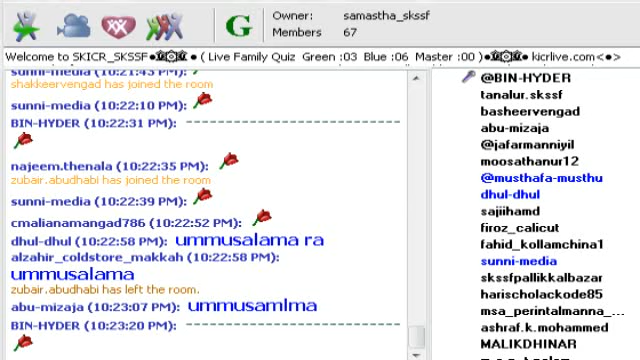 G
Owner: samastha_skssf
Members 67
Welcome to SKICR_SKSSF ( Live Family Quiz Green :03 Blue :06 Master :00 ) kicrlive.com<●>
sunni-media (10:21:43 PM):
shakkeervengad has joined the room
sunni-media (10:22:10 PM):
BIN-HYDER (10:22:31 PM): --------------------------------
najeem.thenala (10:22:35 PM):
zubair.abudhabi has joined the room
sunni-media (10:22:39 PM):
cmalianamangad786 (10:22:52 PM):
dhul-dhul (10:22:58 PM): ummusalama ra
alzahir_coldstore_makkah (10:22:58 PM):
ummusalama
zubair.abudhabi has left the room.
abu-mizaja (10:23:07 PM): ummusamlma
BIN-HYDER (10:23:20 PM): --------------------------------
@BIN-HYDER
tanalur.skssf
basheervengad
abu-mizaja
@jafarmanniyil
moosathanur12
@musthafa-musthu
dhul-dhul
sajiihamd
firoz_calicut
fahid_kollamchina1
sunni-media
skssfpallikkalbazar
harischolackode85
msa_perintalmanna_...
ashraf.k.mohammed
MALIKDHINAR